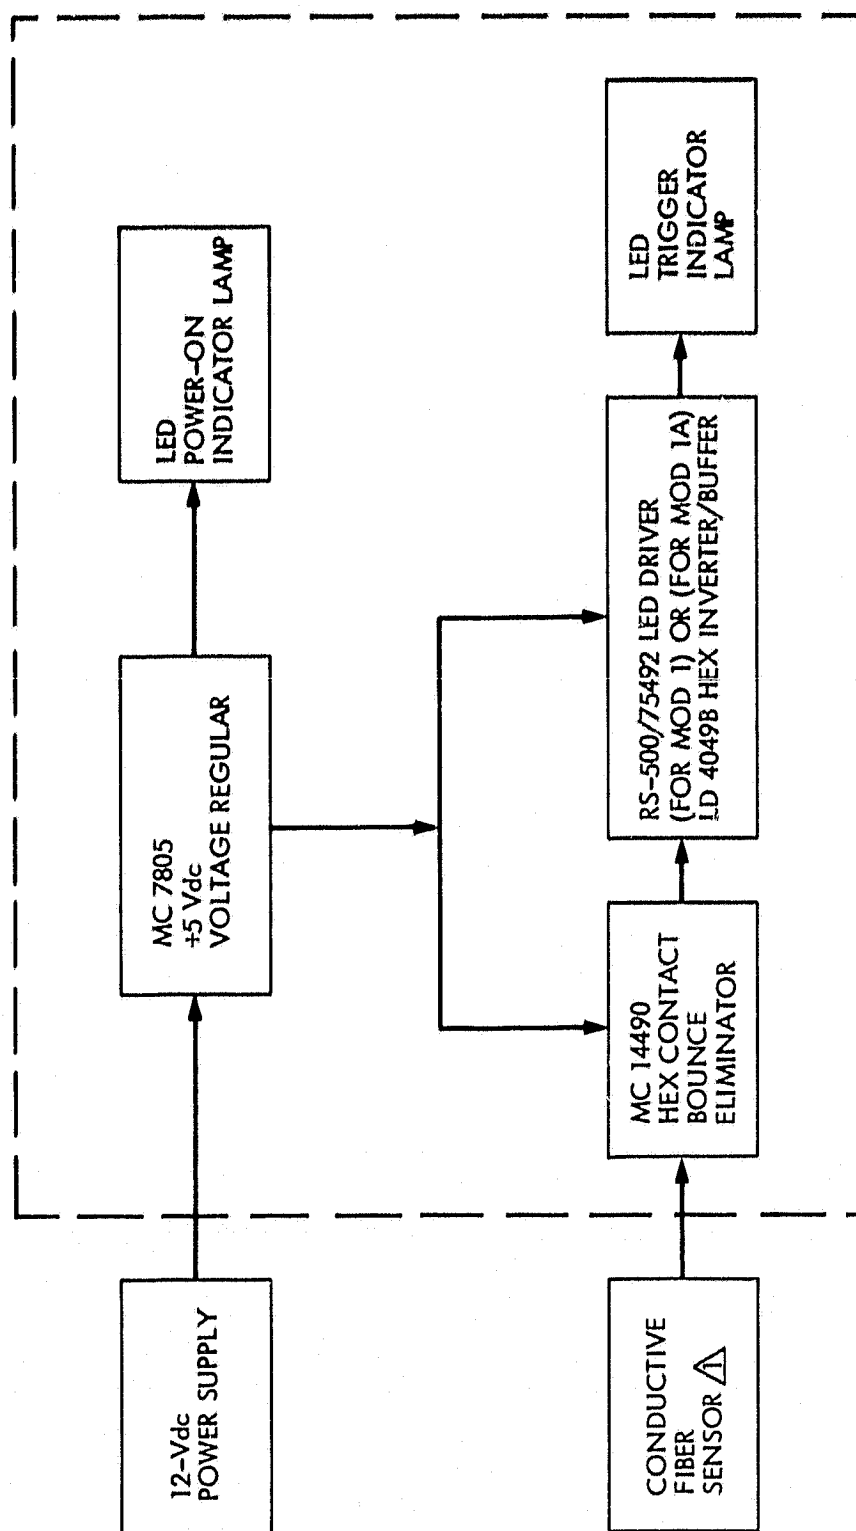 12-Vdc
POWER SUPPLY
MC 7805
+5 Vdc
VOLTAGE REGULAR
LED
POWER-ON
INDICATOR LAMP
CONDUCTIVE
FIBER
SENSOR 1
MC 14490
HEX CONTACT
BOUNCE
ELIMINATOR
RS-500/75492 LED DRIVER
(FOR MOD 1) OR (FOR MOD 1A)
LD 4049B HEX INVERTER/BUFFER
LED
TRIGGER
INDICATOR
LAMP